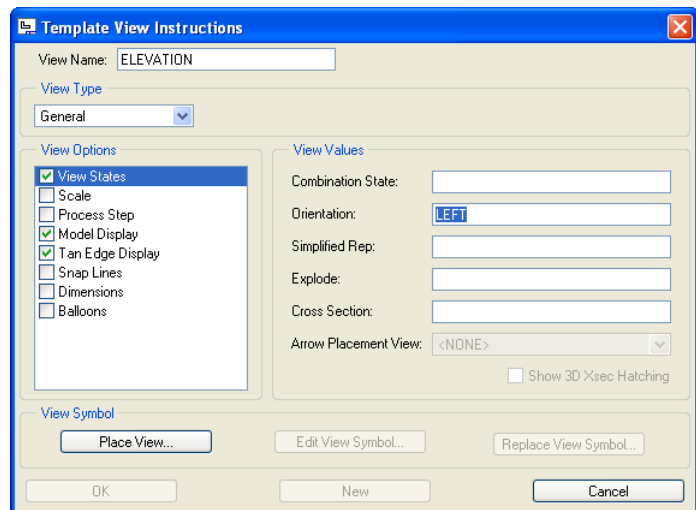 Template View Instructions
View Name: ELEVATION
View Type
General
View Options
View States
Scale
Process Step
Model Display
Tan Edge Display
Snap Lines
Dimensions
Balloons
View Values
Combination State:
Orientation: LEFT
Simplified Rep:
Explode:
Cross Section:
Arrow Placement View: <NONE>
Show 3D Xsec Hatching
View Symbol
Place View... Edit View Symbol... Replace View Symbol...
OK New Cancel